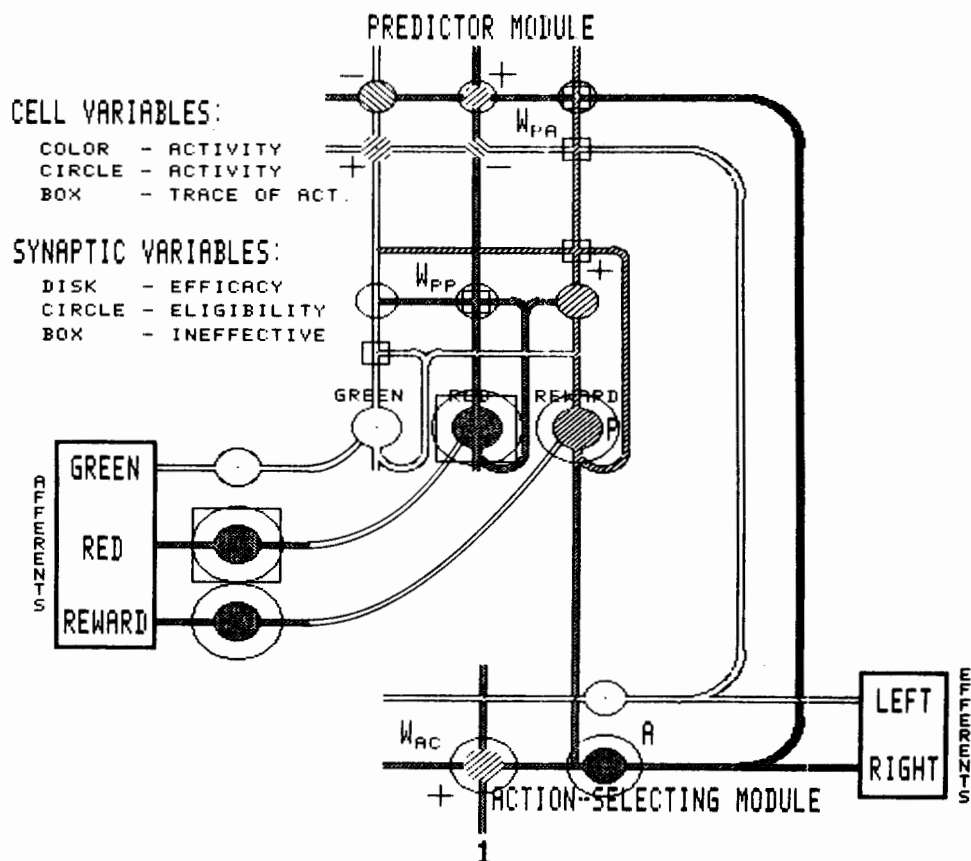 PREDICTOR MODULE
− +
CELL VARIABLES:
W_PA
COLOR - ACTIVITY
CIRCLE - ACTIVITY
BOX - TRACE OF ACT.
+ −
SYNAPTIC VARIABLES:
W_PP
+
DISK - EFFICACY
CIRCLE - ELIGIBILITY
BOX - INEFFECTIVE
GREEN RED REWARD
P
AFFERENTS
GREEN
RED
REWARD
EFFERENTS
LEFT
RIGHT
W_AC
A
+
ACTION-SELECTING MODULE
1